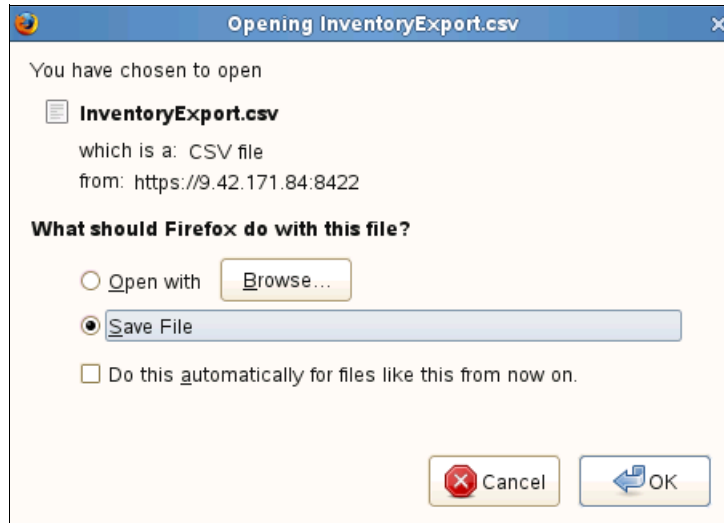 Opening InventoryExport.csv
You have chosen to open
InventoryExport.csv
which is a: CSV file
from: https://9.42.171.84:8422
What should Firefox do with this file?
Open with Browse...
Save File
Do this automatically for files like this from now on.
Cancel OK